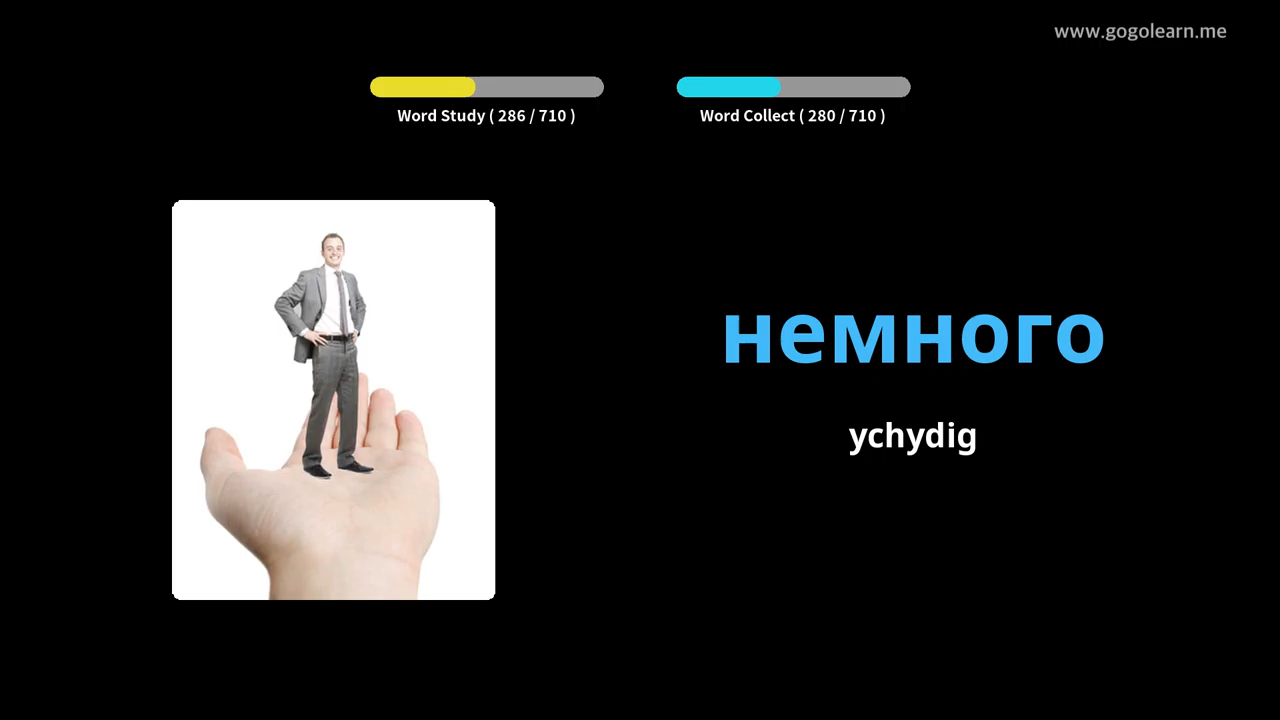 www.gogolearn.me
Word Study ( 286 / 710 )
Word Collect ( 280 / 710 )
немного
ychydig